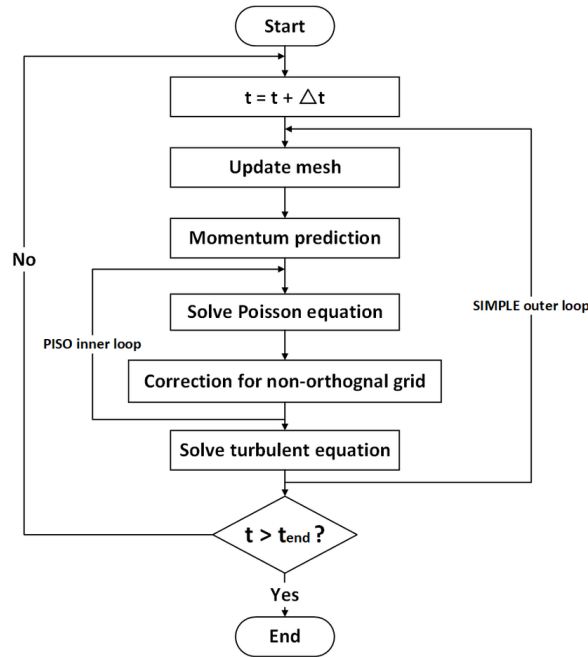 Start
t = t + △t
Update mesh
Momentum prediction
No
SIMPLE outer loop
Solve Poisson equation
PISO inner loop
Correction for non-orthognal grid
Solve turbulent equation
t > tend ?
Yes
End